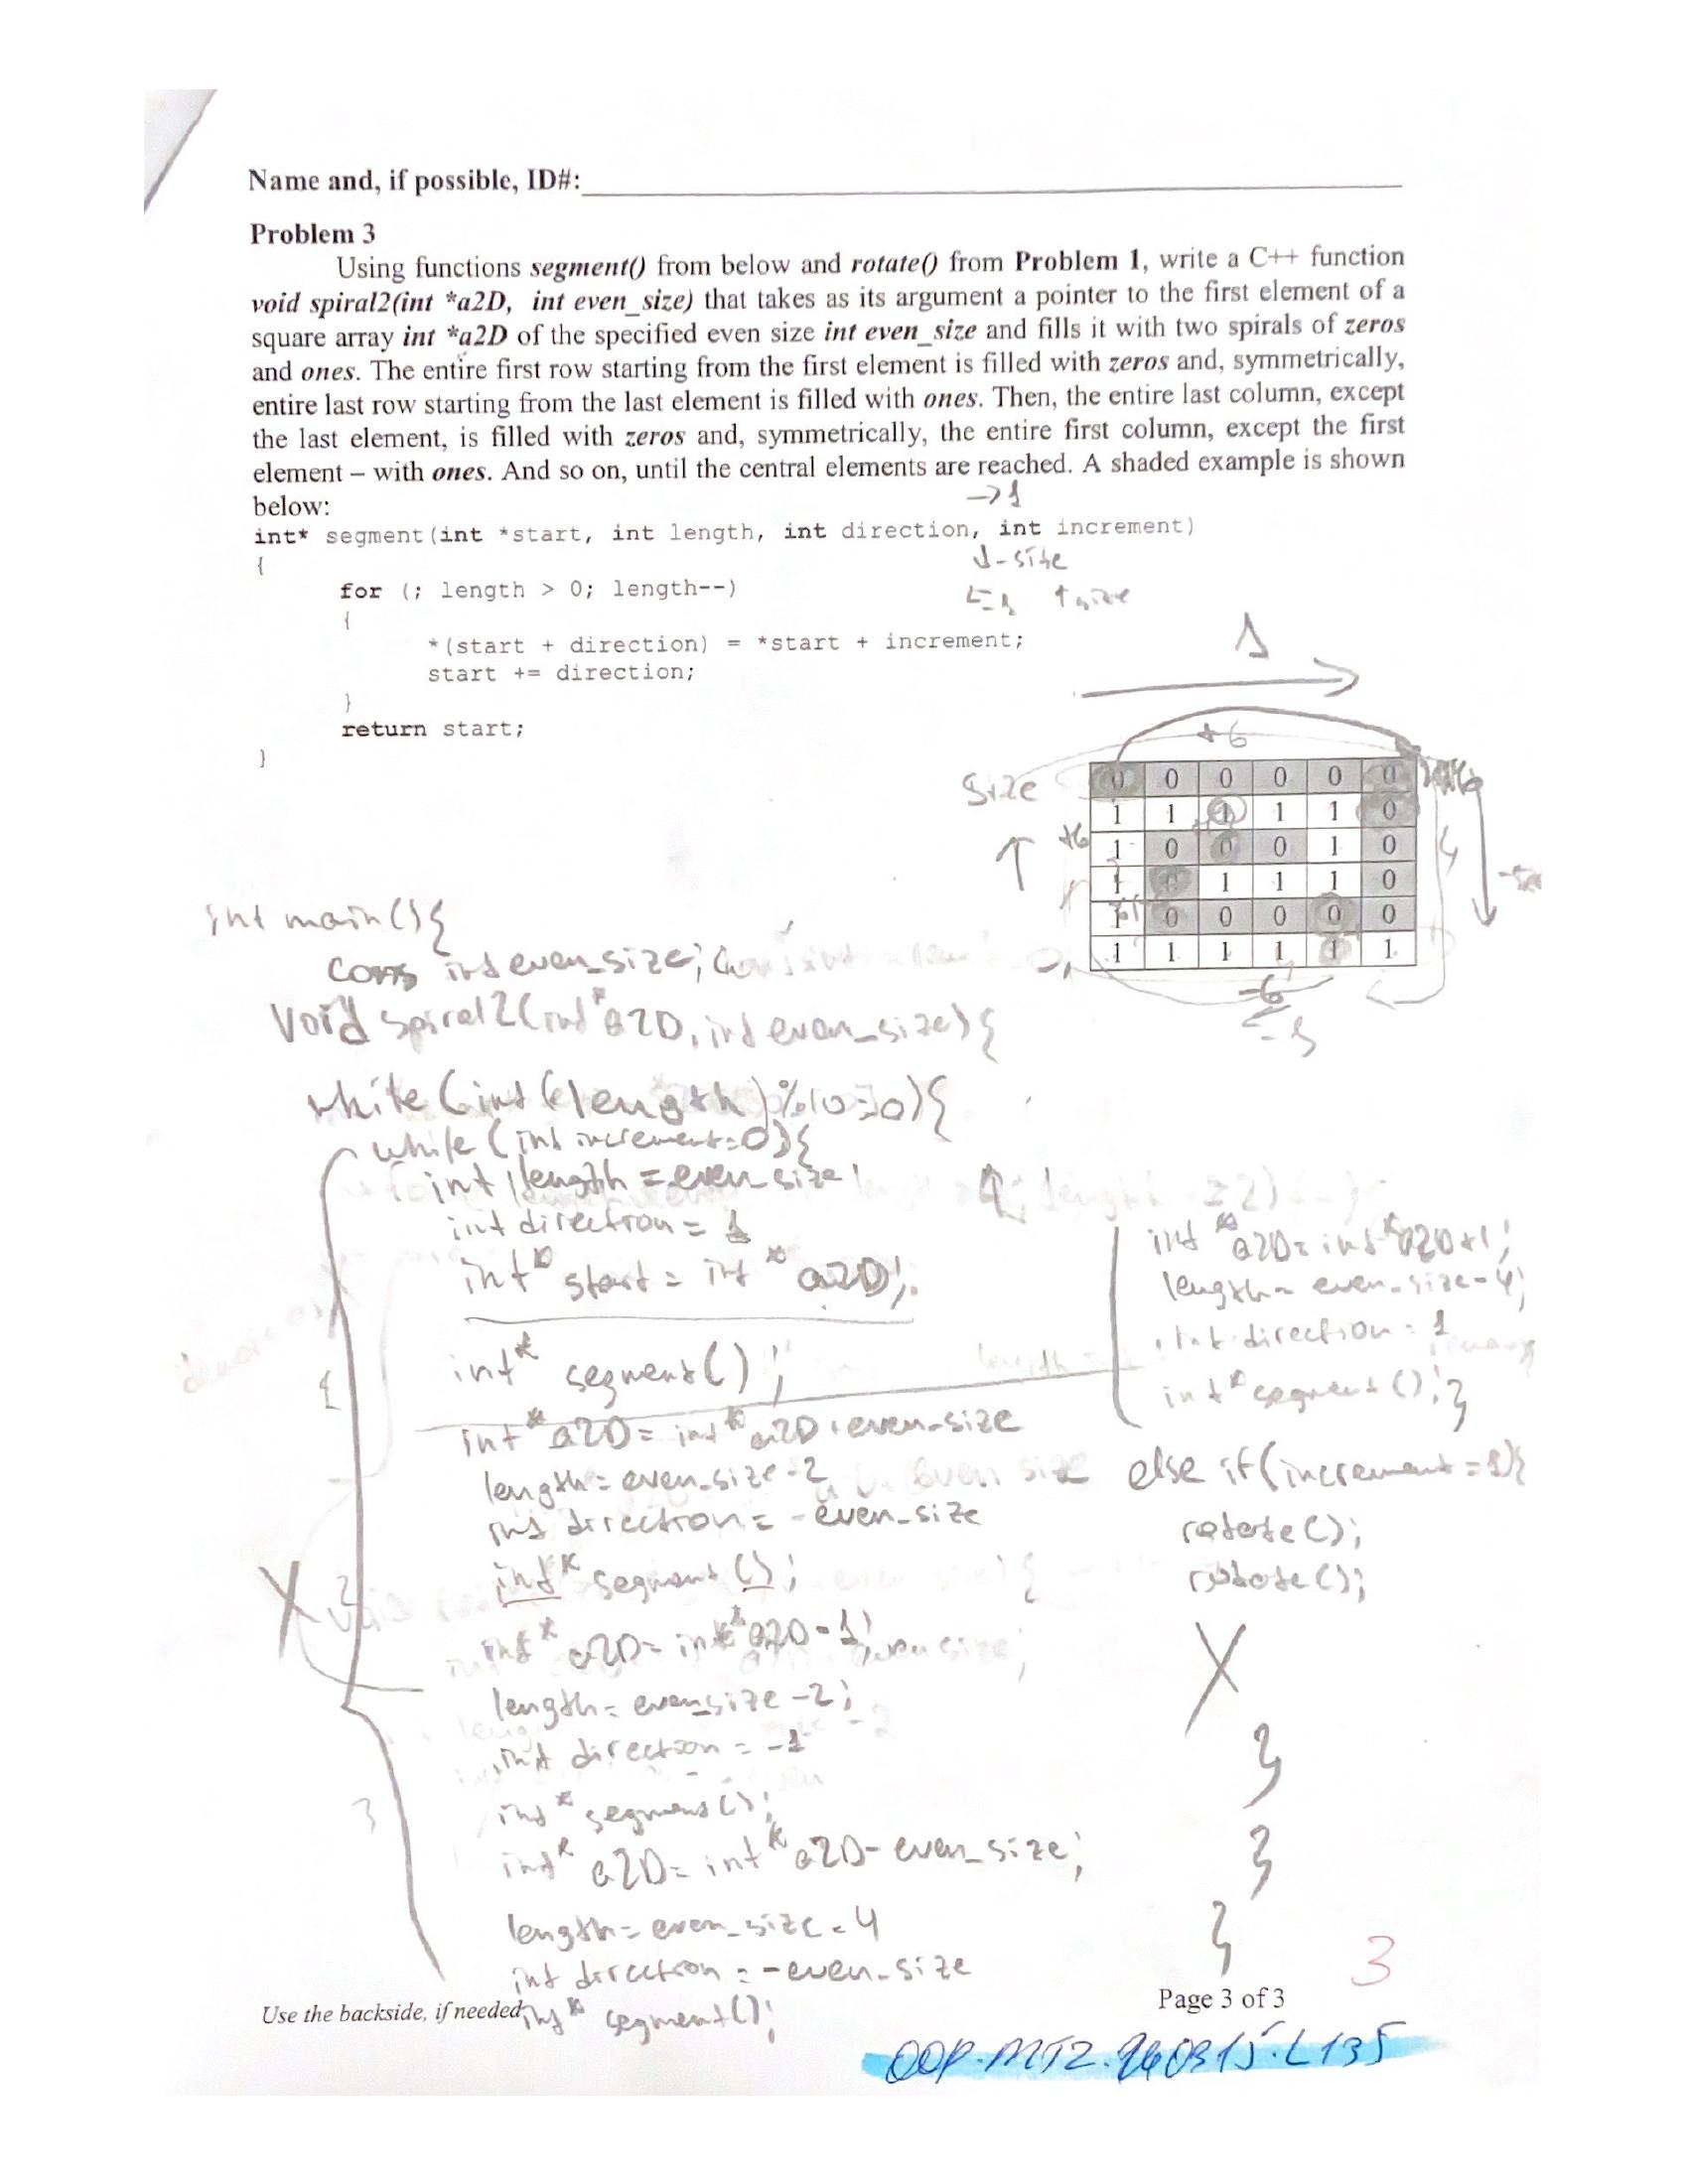 Name and, if possible, ID#:
Problem 3
Using functions segment() from below and rotate() from Problem 1, write a C++ function
void spiral2(int *a2D, int even_size) that takes as its argument a pointer to the first element of a
square array int *a2D of the specified even size int even_size and fills it with two spirals of zeros
and ones. The entire first row starting from the first element is filled with zeros and, symmetrically,
entire last row starting from the last element is filled with ones. Then, the entire last column, except
the last element, is filled with zeros and, symmetrically, the entire first column, except the first
element – with ones. And so on, until the central elements are reached. A shaded example is shown
below:
→1
int* segment(int *start, int length, int direction, int increment)
{
↓-size
for (; length > 0; length--)
↑size
{
*(start + direction) = *start + increment;
start += direction;
}
return start;
}
1
+6
size
0 0 0 0 0 0
1 1 1 1 1 0
1 0 0 0 1 0
1 0 1 1 1 0
1 0 0 0 0 0
1 1 1 1 1 1
+6
-6
int main(){
cons int even_size;
void spiral2(int *a2D, int even_size){
while (int (length)%10=0){
while (int increment=0){
int length = even_size
int direction = 1
int* start = int *a2D;
int* segment();
int* a2D= int* a2D+even_size
length=even_size-2
int direction= -even_size
int* segment();
int* a2D= int* a2D-1;
length= even_size-2;
int direction = -1
int* segment();
int* a2D= int* a2D-even_size;
length= even_size-4
int direction = -even_size
int* segment();
int *a2D= int *a2D+1;
length= even_size-4;
int direction = 1
int* segment();}
else if(increment=1){
rotate();
rotate();
}
}
}
3
Use the backside, if needed
Page 3 of 3
OOP.MT2.240315.L135